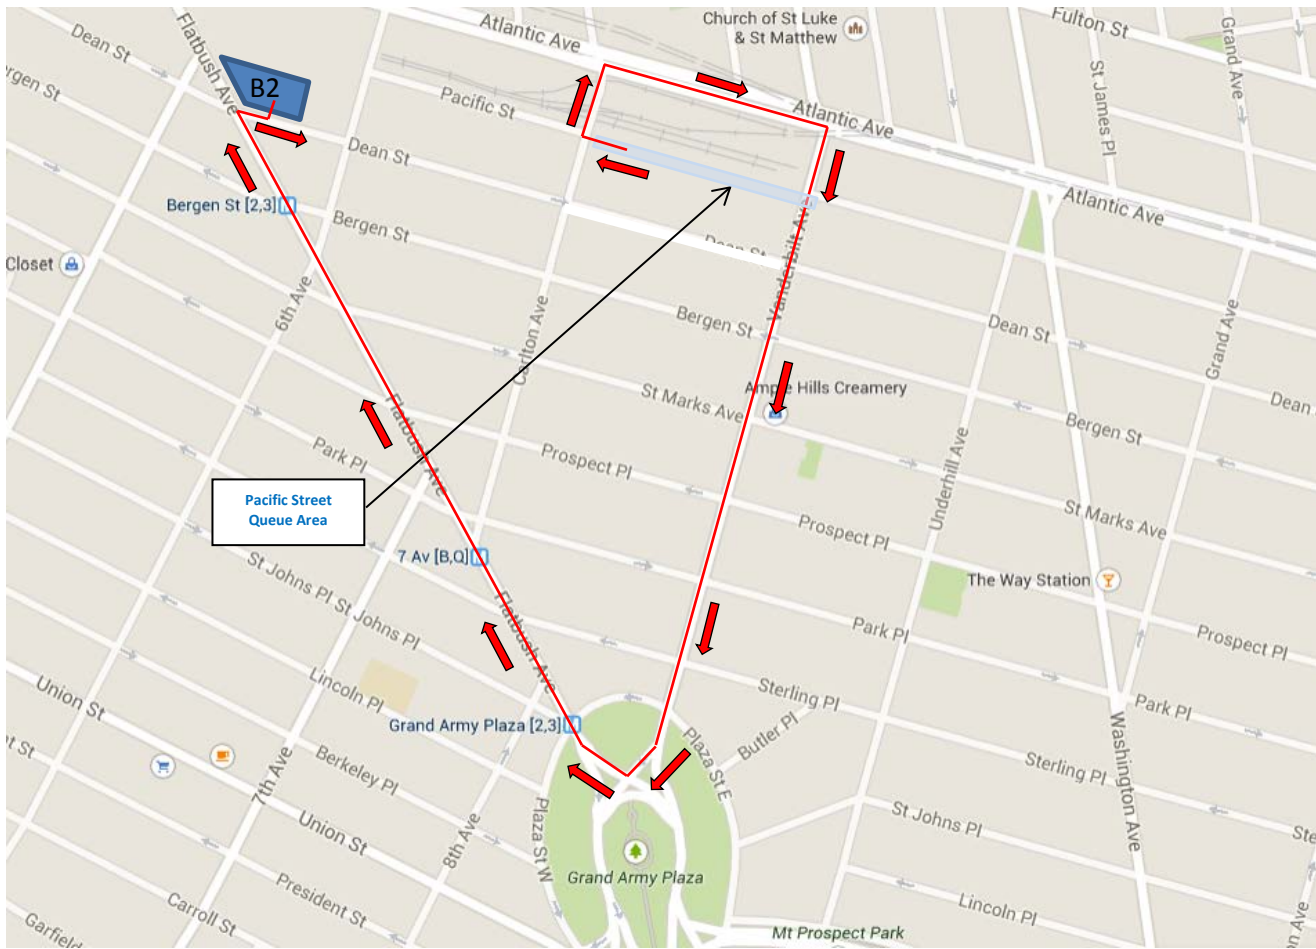 Flatbush Ave
Atlantic Ave
Church of St Luke
& St Matthew
Fulton St
Grand Ave
Dean St
St James Pl
B2
Pacific St
Atlantic Ave
Dean St
Bergen St [2,3]
Bergen St
Atlantic Ave
Closet
6th Ave
Vanderbilt Ave
Dean St
Bergen St
Dean St
Carlton Ave
Grand Ave
Ample Hills Creamery
St Marks Ave
Dean
Bergen St
Flatbush Ave
Park Pl
Prospect Pl
Underhill Ave
Pacific Street
Queue Area
St Marks Ave
Prospect Pl
7 Av [B,Q]
St Johns Pl
St Johns Pl
The Way Station
Flatbush Ave
Park Pl
Prospect Pl
Lincoln Pl
Union St
Sterling Pl
Park Pl
Grand Army Plaza [2,3]
Plaza St E
Butler Pl
Washington Ave
Berkeley Pl
7th Ave
Sterling Pl
Union St
8th Ave
Plaza St W
St Johns Pl
Ste
Grand Army Plaza
President St
Carroll St
Lincoln Pl
Garfield
Mt Prospect Park